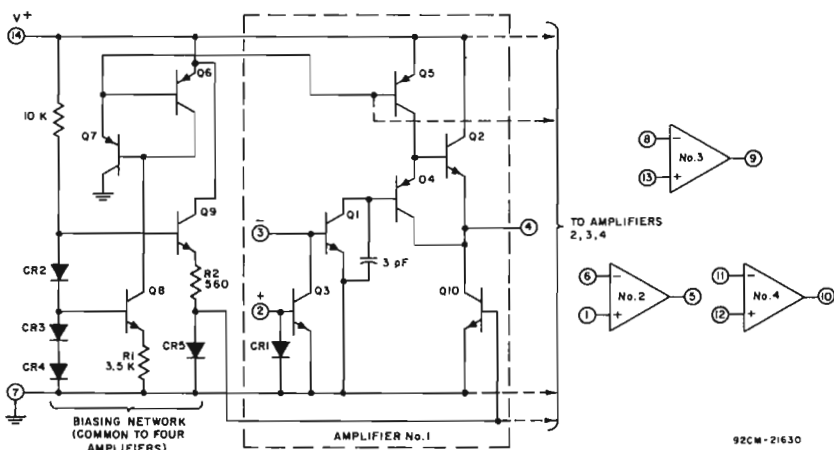 V+
14
10 K
Q6
Q7
Q5
Q2
Q4
Q9
Q1
−
3
3 pF
4
TO AMPLIFIERS
2, 3, 4
CR2
R2
560
Q8
+
2
Q3
Q10
CR3
CR1
CR5
R1
3.5 K
CR4
7
BIASING NETWORK
(COMMON TO FOUR
AMPLIFIERS)
AMPLIFIER No.1
8 −
No.3
9
13 +
6 −
No.2
5
1 +
11 −
No.4
10
12 +
92CM-21630